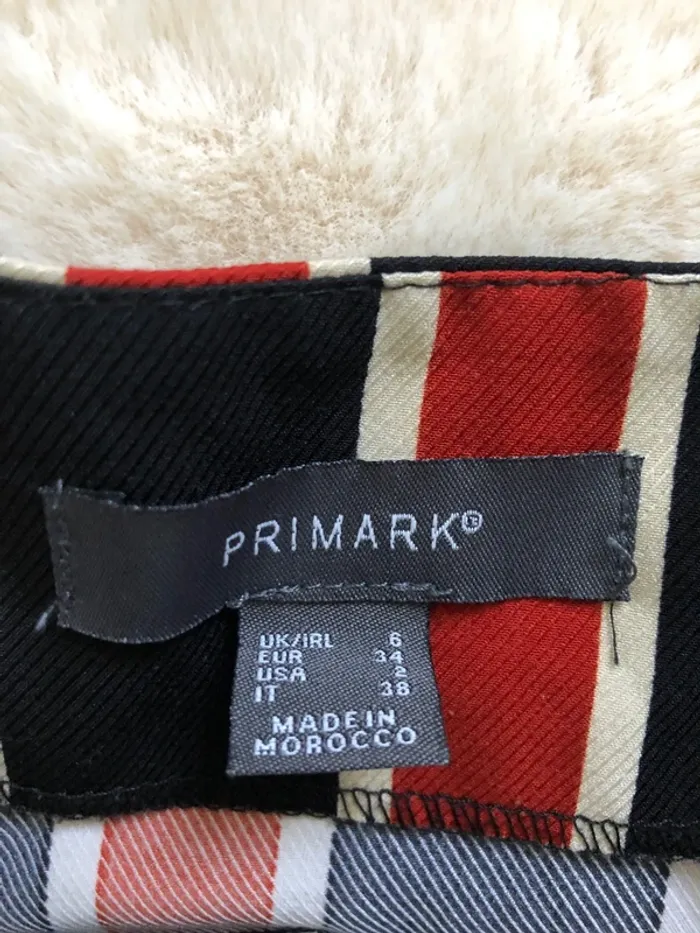 PRIMARK®
UK/IRL 6
EUR 34
USA 2
IT 38
MADE IN
MOROCCO